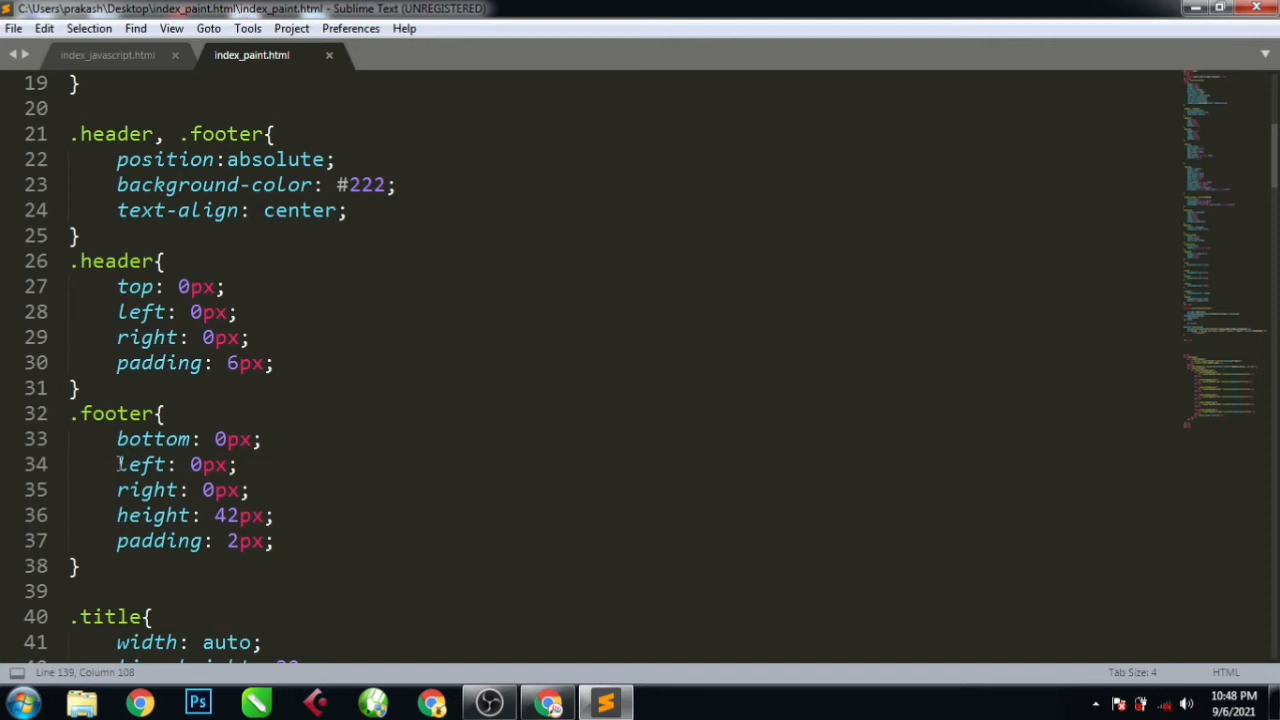 C:\Users\prakash\Desktop\index_paint.html\index_paint.html - Sublime Text (UNREGISTERED)
File Edit Selection Find View Goto Tools Project Preferences Help
index_javascript.html index_paint.html
19 }
20
21 .header, .footer{
22 position:absolute;
23 background-color: #222;
24 text-align: center;
25 }
26 .header{
27 top: 0px;
28 left: 0px;
29 right: 0px;
30 padding: 6px;
31 }
32 .footer{
33 bottom: 0px;
34 left: 0px;
35 right: 0px;
36 height: 42px;
37 padding: 2px;
38 }
39
40 .title{
41 width: auto;
Line 139, Column 108 Tab Size: 4 HTML
Ps
10:48 PM
9/6/2021